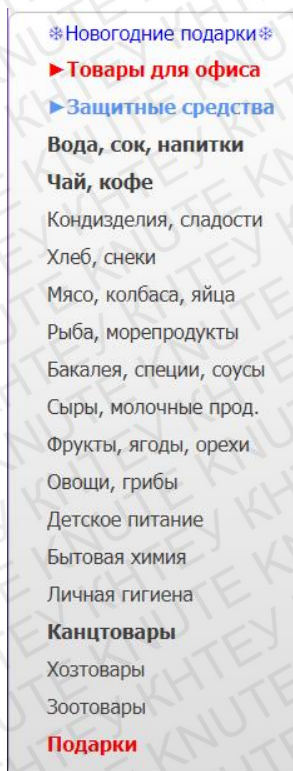 ❄Новогодние подарки❄
►Товары для офиса
►Защитные средства
Вода, сок, напитки
Чай, кофе
Кондизделия, сладости
Хлеб, снеки
Мясо, колбаса, яйца
Рыба, морепродукты
Бакалея, специи, соусы
Сыры, молочные прод.
Фрукты, ягоды, орехи
Овощи, грибы
Детское питание
Бытовая химия
Личная гигиена
Канцтовары
Хозтовары
Зоотовары
Подарки